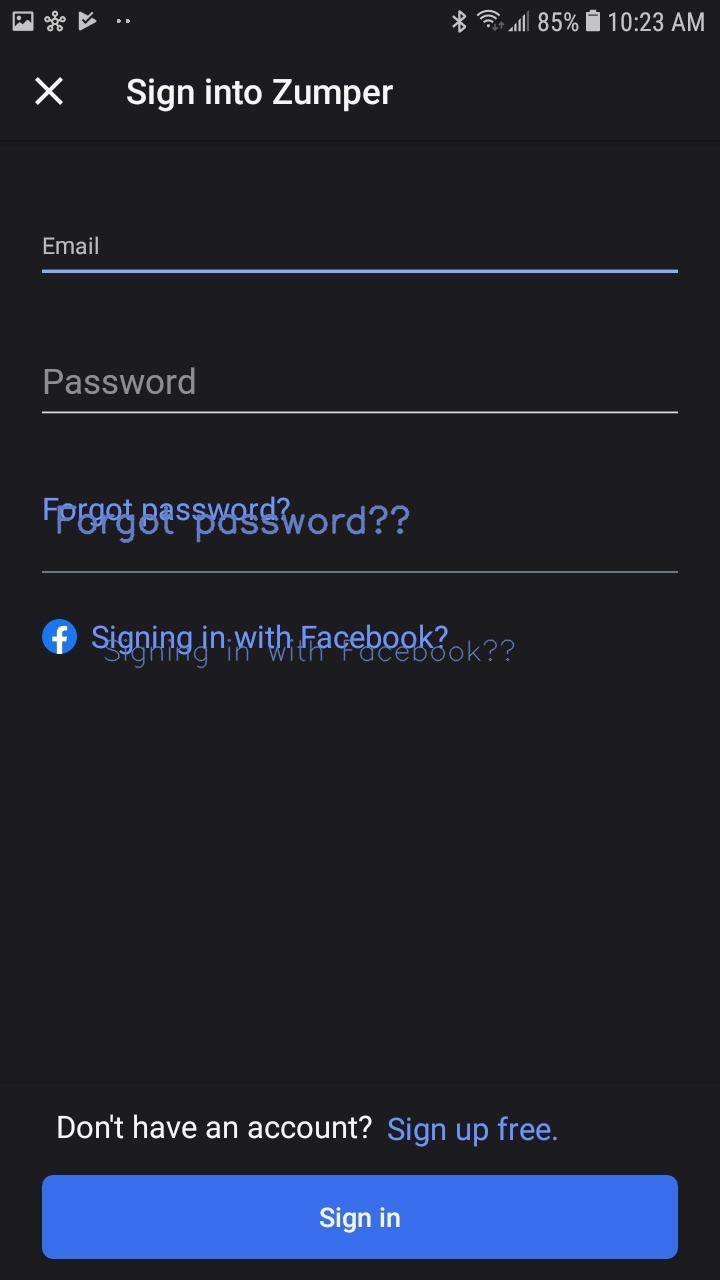 85% 10:23 AM
Sign into Zumper
Email
Password
Forgot password?
Forgot password??
Signing in with Facebook?
Signing in with Facebook??
Don't have an account? Sign up free.
Sign in